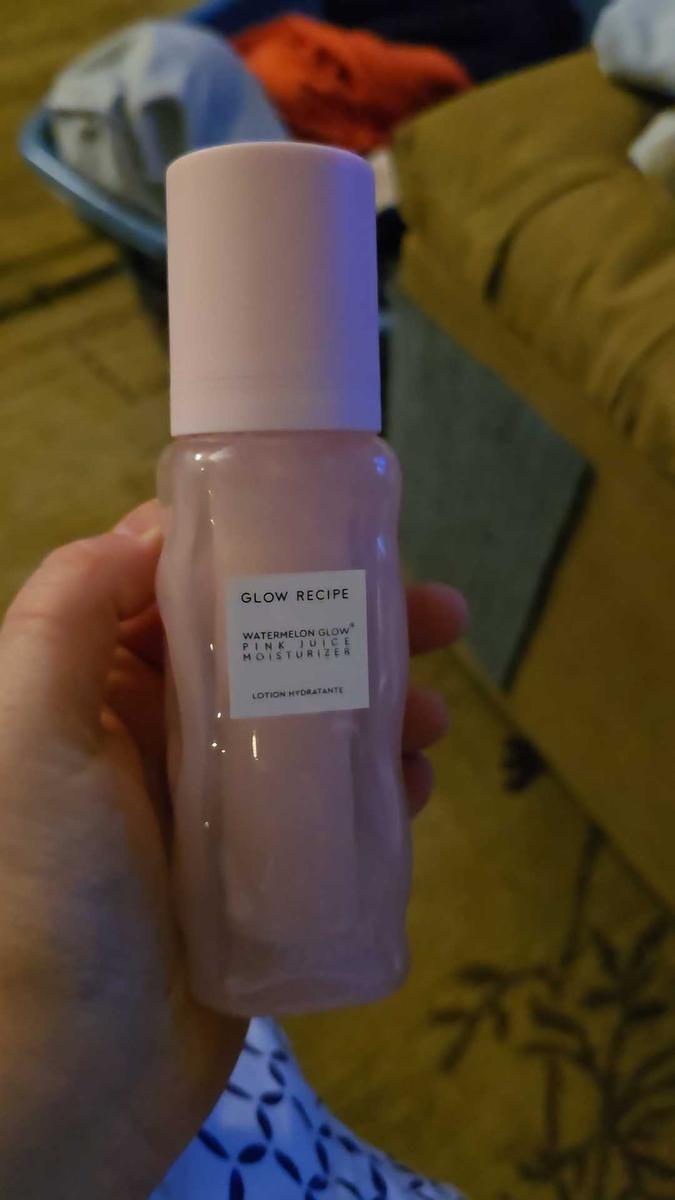 GLOW RECIPE
WATERMELON GLOW®
PINK JUICE
MOISTURIZER
LOTION HYDRATANTE